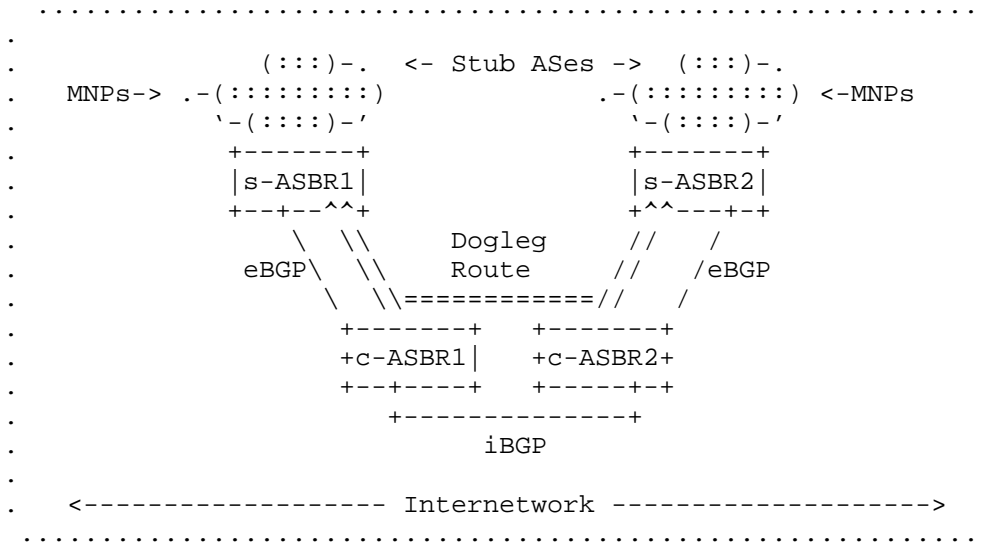 <- Stub ASes ->
MNPs-> <-MNPs
s-ASBR1 s-ASBR2
Dogleg
eBGP Route eBGP
c-ASBR1 c-ASBR2
iBGP
<------------------- Internetwork -------------------->